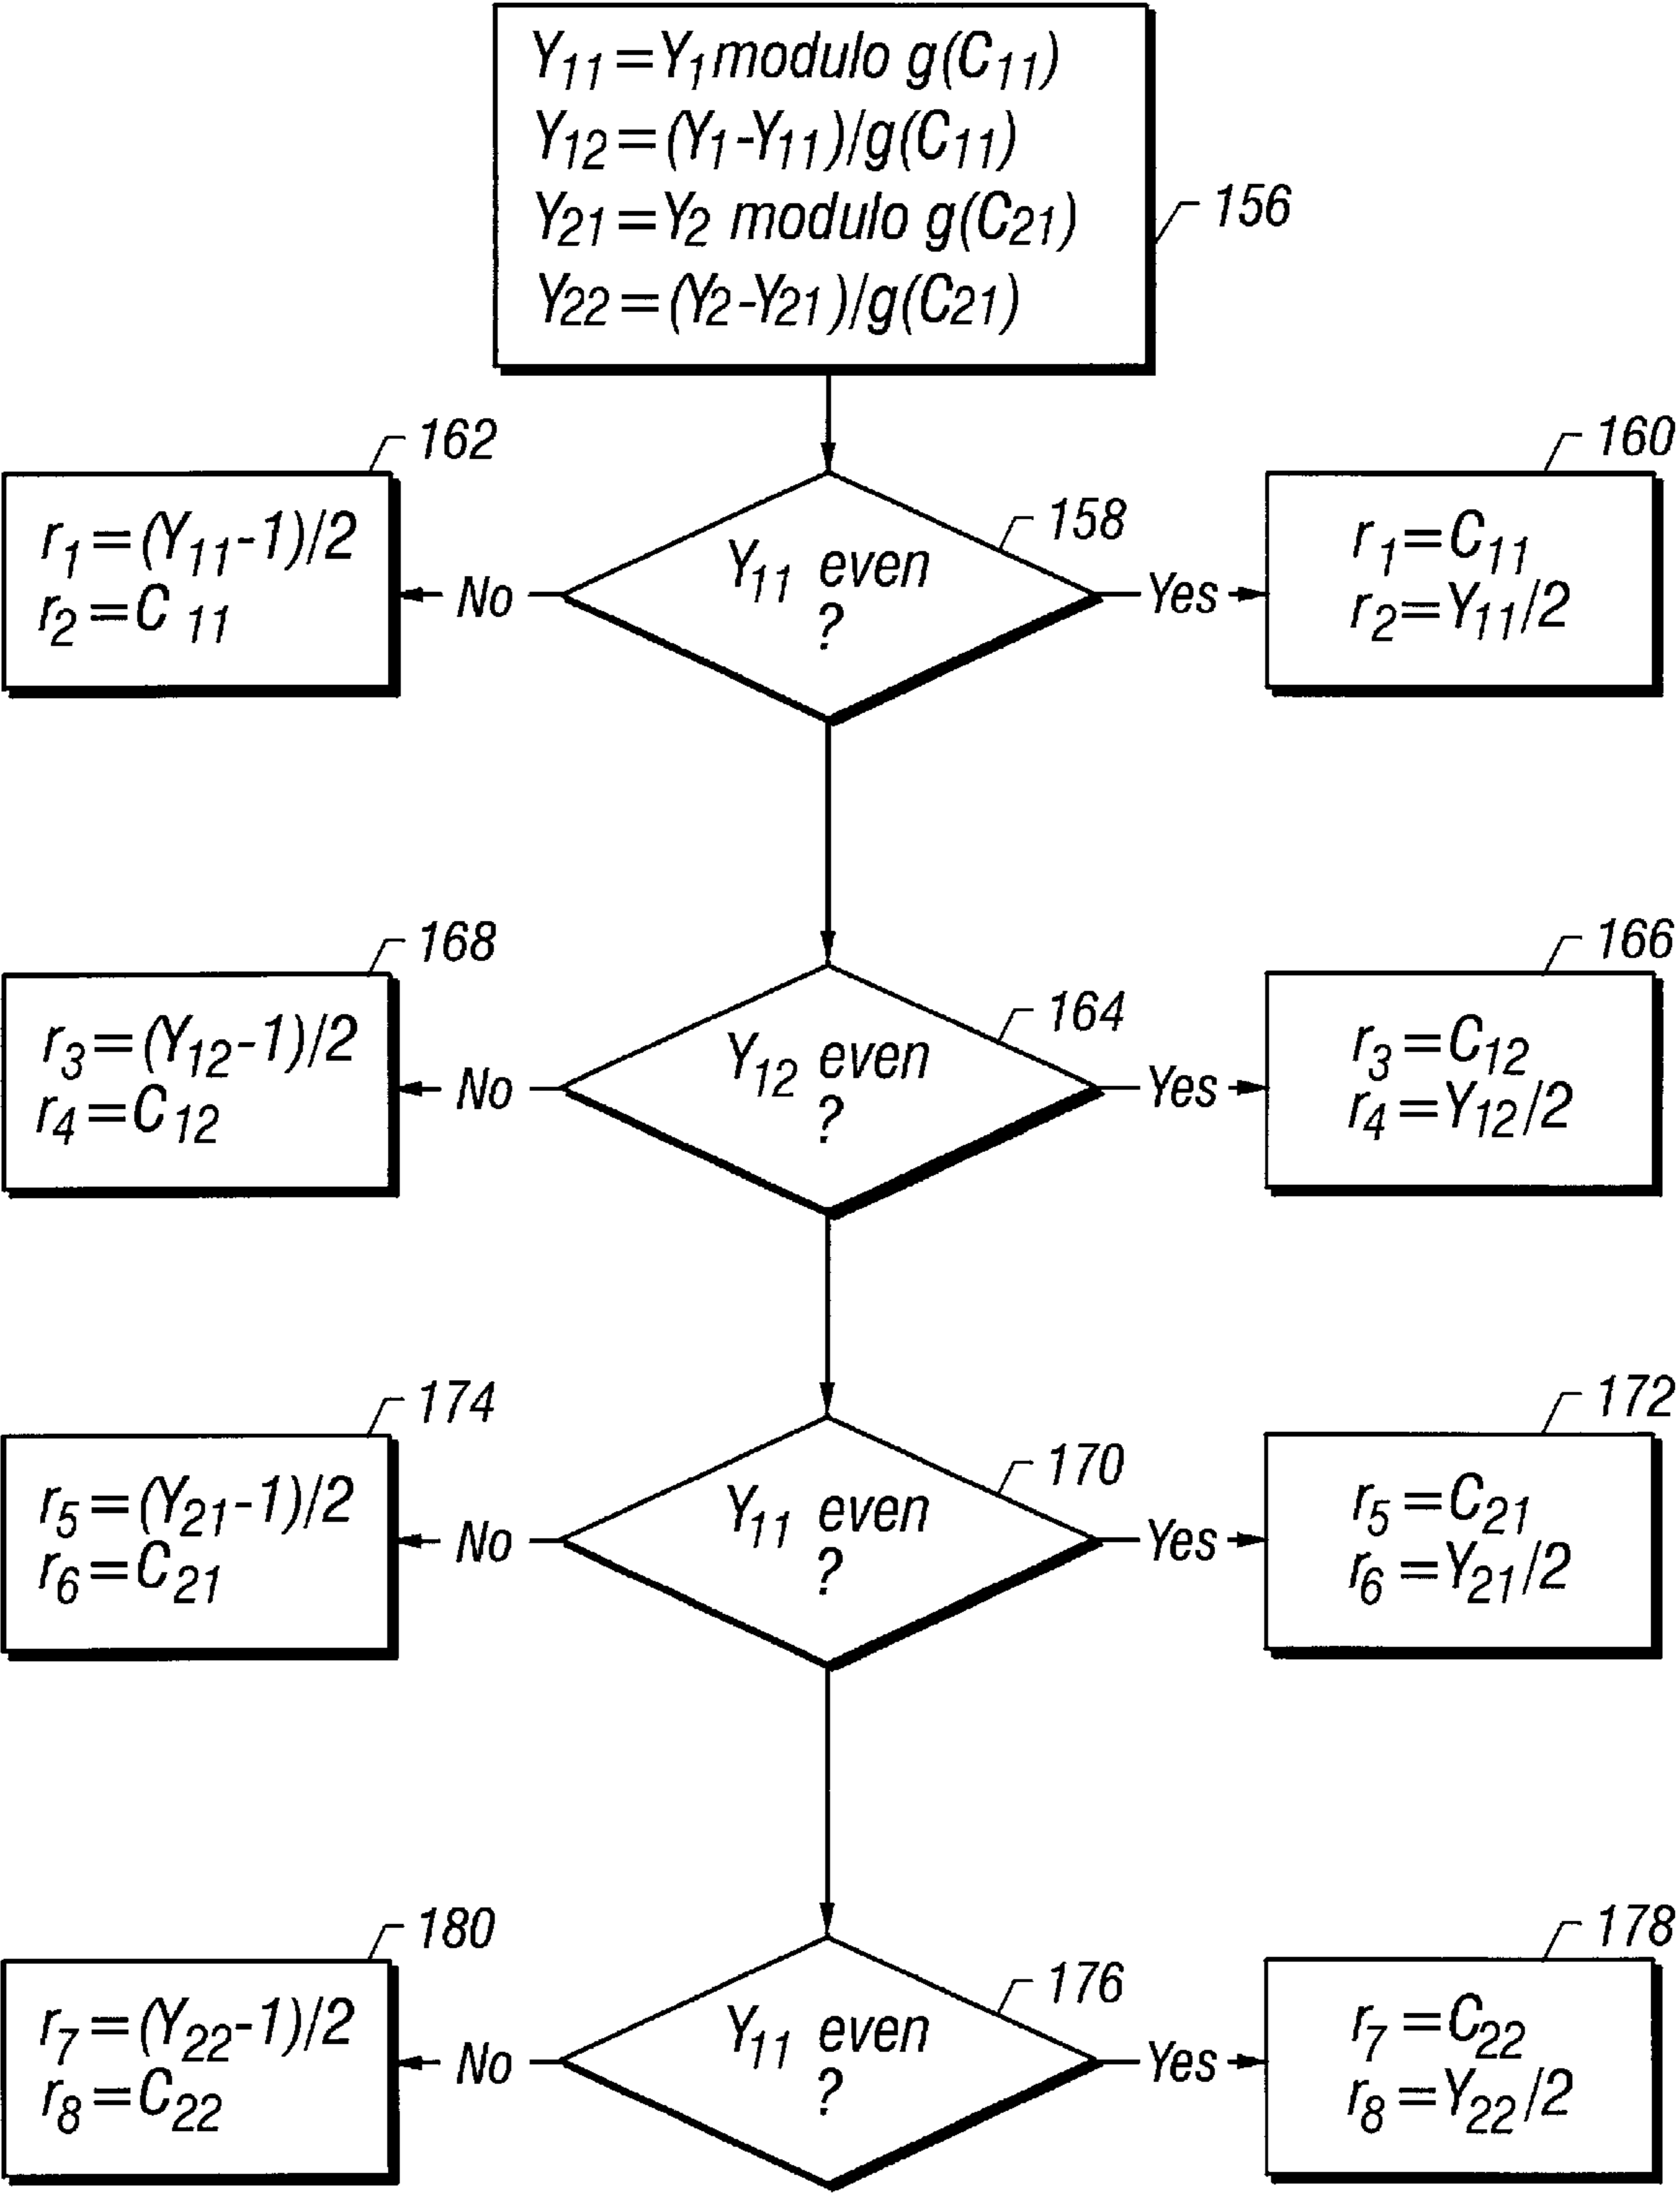 Y11=Y1 modulo g(C11)
Y12=(Y1-Y11)/g(C11)
Y21=Y2 modulo g(C21)
Y22=(Y2-Y21)/g(C21)
156
162
r1=(Y11-1)/2
r2=C 11
No
158
Y11 even
?
Yes
160
r1=C11
r2=Y11/2
168
r3=(Y12-1)/2
r4=C12
No
164
Y12 even
?
Yes
166
r3=C12
r4=Y12/2
174
r5=(Y21-1)/2
r6=C21
No
170
Y11 even
?
Yes
172
r5=C21
r6=Y21/2
180
r7=(Y22-1)/2
r8=C22
No
176
Y11 even
?
Yes
178
r7=C22
r8=Y22/2